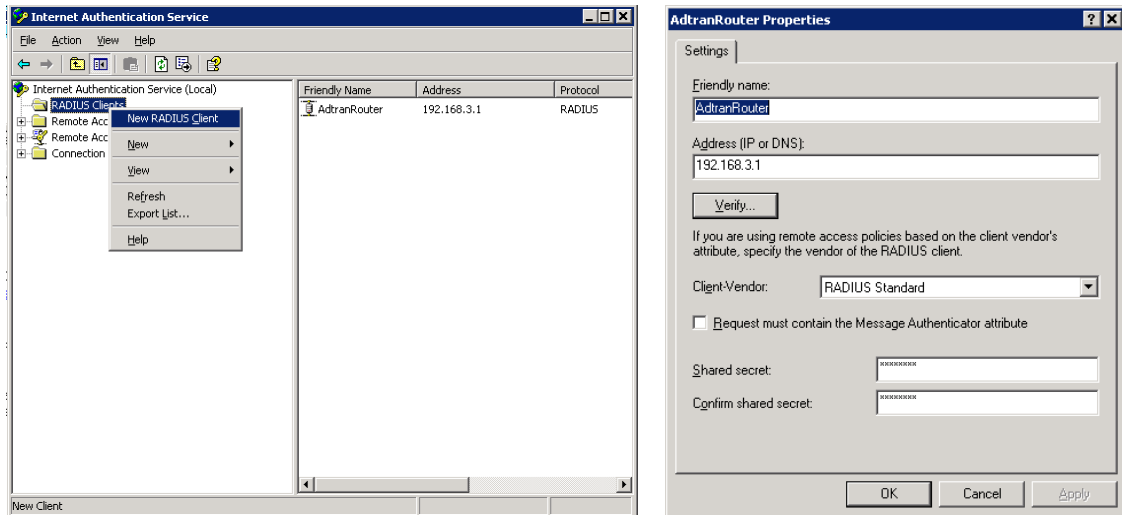 Internet Authentication Service
File Action View Help
Internet Authentication Service (Local)
RADIUS Clients
Remote Acc
Remote Acc
Connection
New RADIUS Client
New
View
Refresh
Export List...
Help
Friendly Name Address Protocol
AdtranRouter 192.168.3.1 RADIUS
New Client
AdtranRouter Properties
Settings
Friendly name:
AdtranRouter
Address (IP or DNS):
192.168.3.1
Verify...
If you are using remote access policies based on the client vendor's
attribute, specify the vendor of the RADIUS client.
Client-Vendor: RADIUS Standard
Request must contain the Message Authenticator attribute
Shared secret: ********
Confirm shared secret: ********
OK Cancel Apply